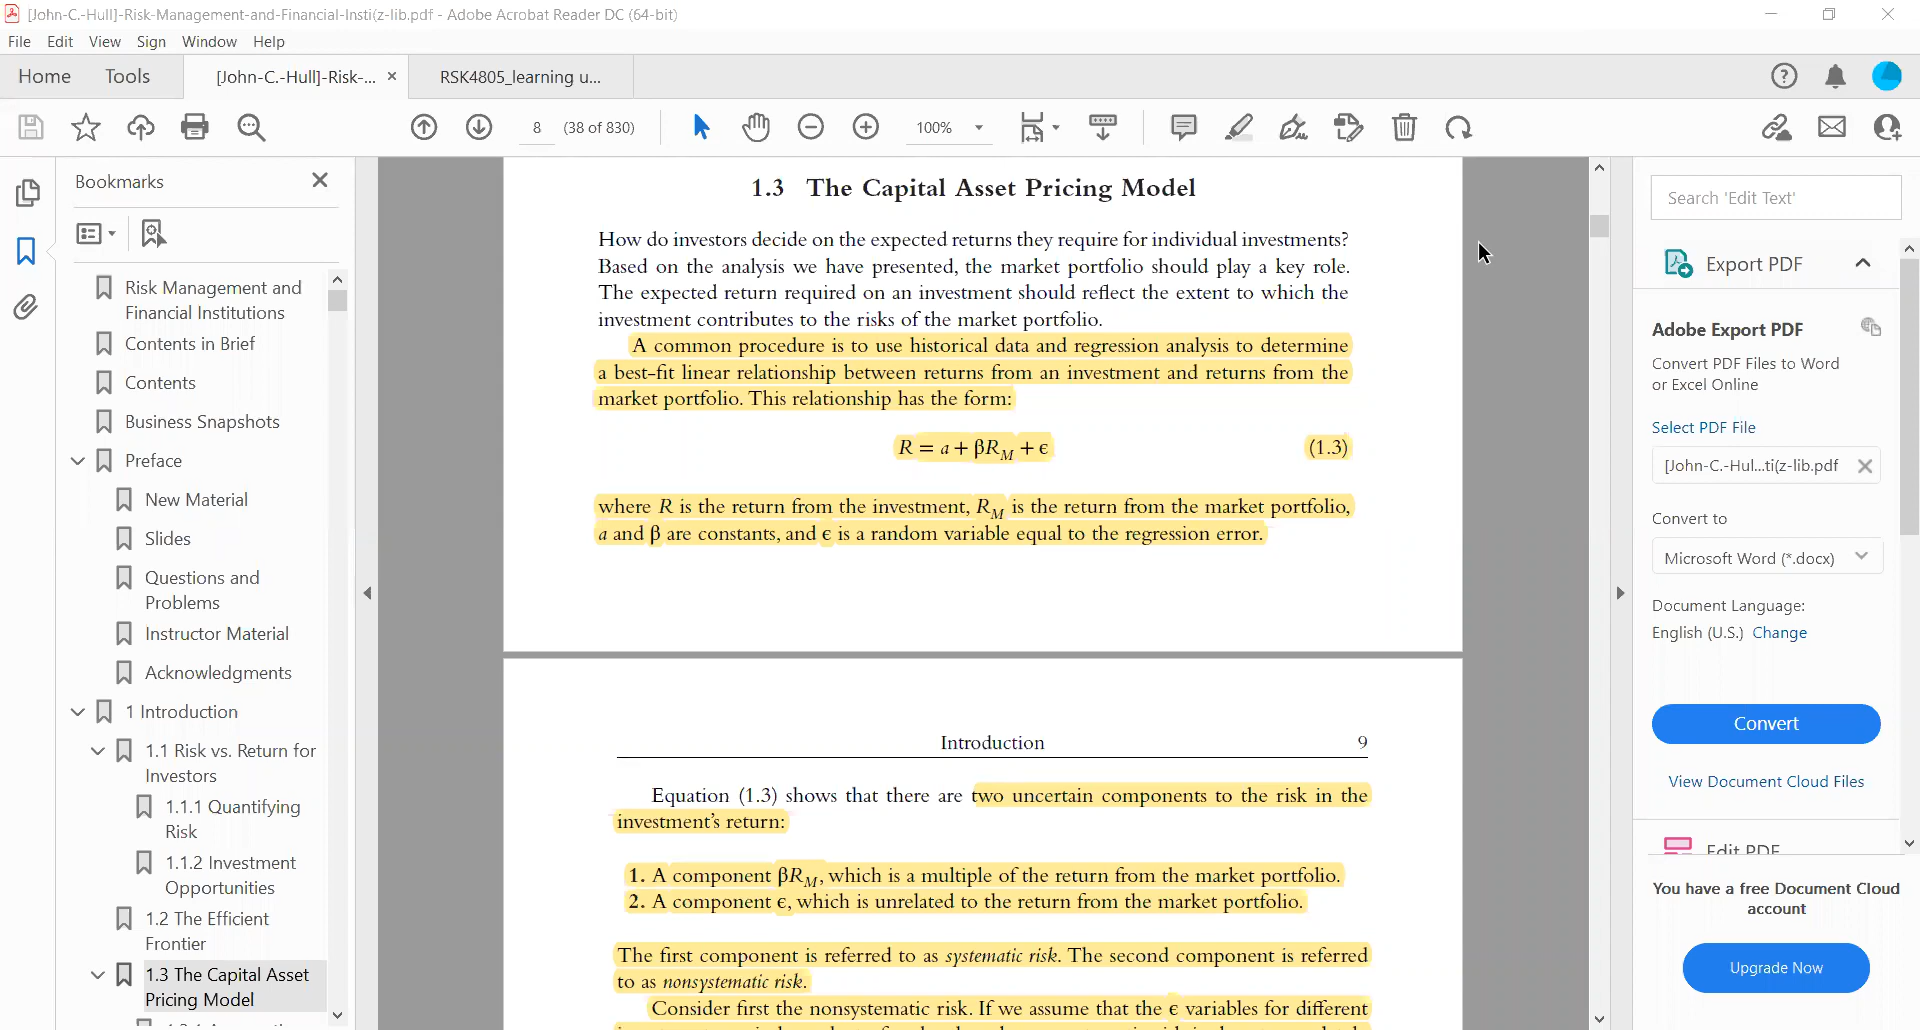 [John-C.-Hull]-Risk-Management-and-Financial-Insti(z-lib.pdf - Adobe Acrobat Reader DC (64-bit)
File Edit View Sign Window Help
Home Tools [John-C.-Hull]-Risk-... × RSK4805_learning u...
8 (38 of 830) 100%
Bookmarks
Risk Management and
Financial Institutions
Contents in Brief
Contents
Business Snapshots
Preface
New Material
Slides
Questions and
Problems
Instructor Material
Acknowledgments
1 Introduction
1.1 Risk vs. Return for
Investors
1.1.1 Quantifying
Risk
1.1.2 Investment
Opportunities
1.2 The Efficient
Frontier
1.3 The Capital Asset
Pricing Model
1.3 The Capital Asset Pricing Model
How do investors decide on the expected returns they require for individual investments?
Based on the analysis we have presented, the market portfolio should play a key role.
The expected return required on an investment should reflect the extent to which the
investment contributes to the risks of the market portfolio.
A common procedure is to use historical data and regression analysis to determine
a best-fit linear relationship between returns from an investment and returns from the
market portfolio. This relationship has the form:
R = a + βR_M + ϵ (1.3)
where R is the return from the investment, R_M is the return from the market portfolio,
a and β are constants, and ϵ is a random variable equal to the regression error.
Introduction 9
Equation (1.3) shows that there are two uncertain components to the risk in the
investment's return:
1. A component βR_M, which is a multiple of the return from the market portfolio.
2. A component ϵ, which is unrelated to the return from the market portfolio.
The first component is referred to as systematic risk. The second component is referred
to as nonsystematic risk.
Consider first the nonsystematic risk. If we assume that the ϵ variables for different
Search 'Edit Text'
Export PDF
Adobe Export PDF
Convert PDF Files to Word
or Excel Online
Select PDF File
[John-C.-Hul...ti(z-lib.pdf
Convert to
Microsoft Word (*.docx)
Document Language:
English (U.S.) Change
Convert
View Document Cloud Files
Edit PDF
You have a free Document Cloud
account
Upgrade Now